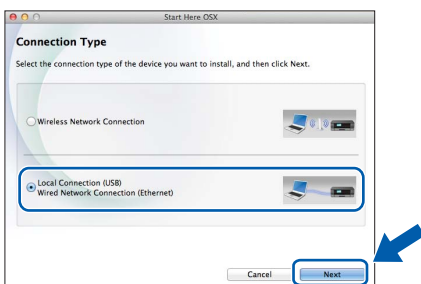 Start Here OSX
Connection Type
Select the connection type of the device you want to install, and then click Next.
Wireless Network Connection
Local Connection (USB)
Wired Network Connection (Ethernet)
Cancel
Next